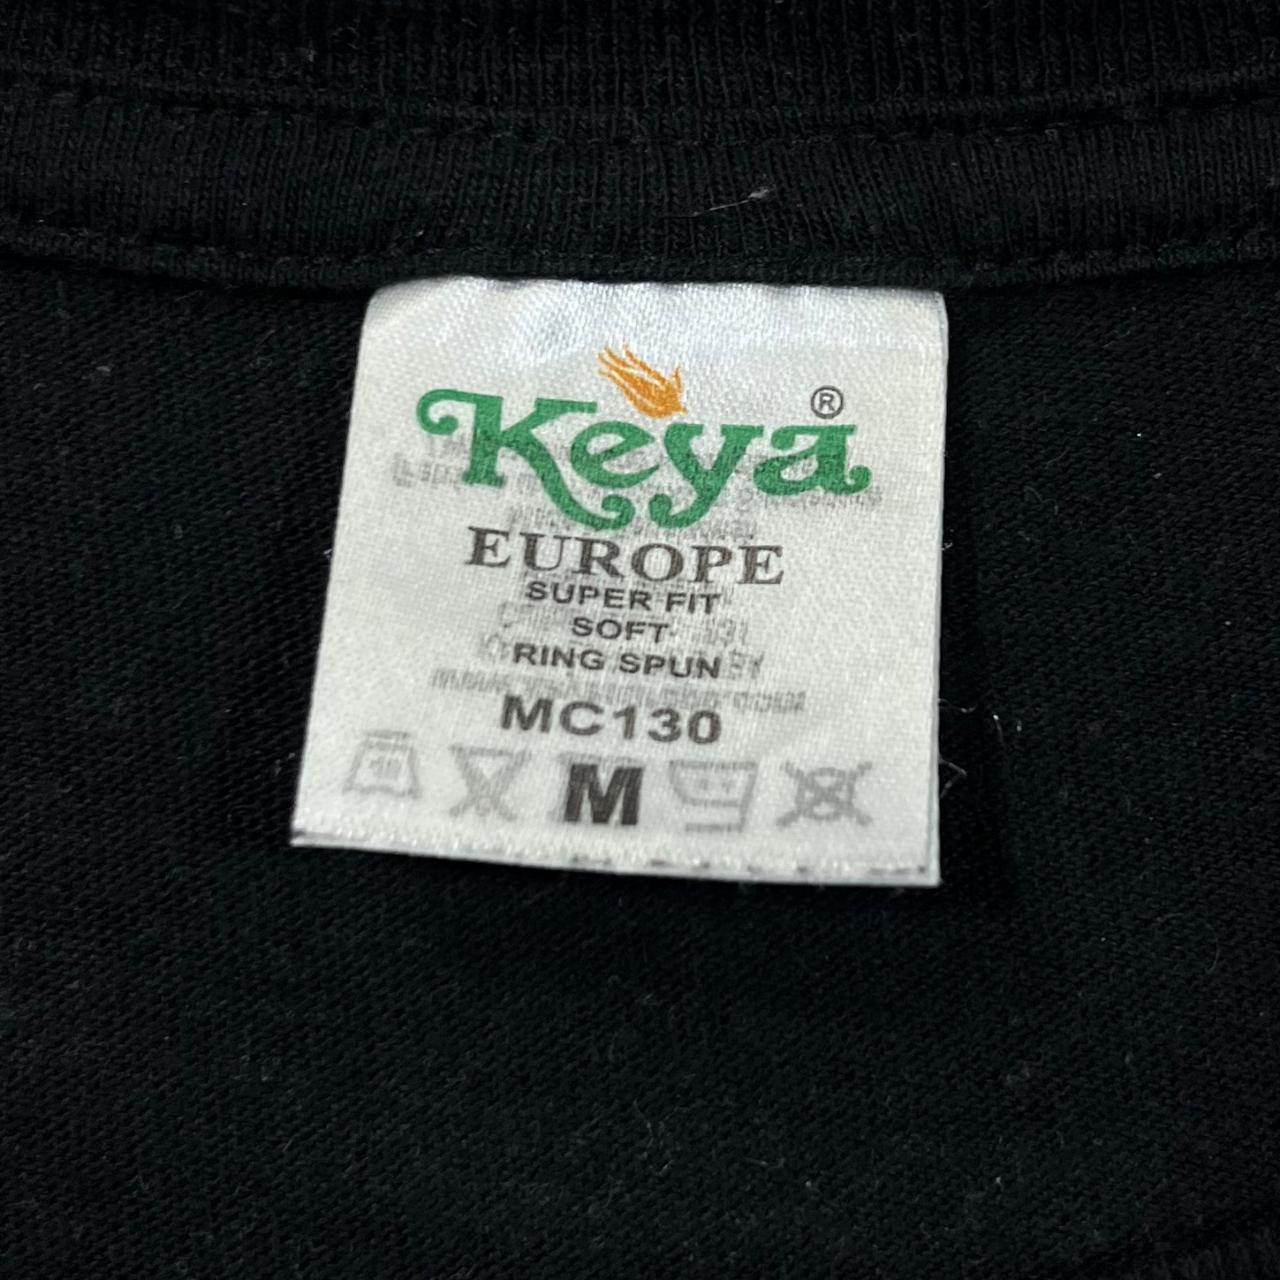 Keya®
EUROPE
SUPER FIT
SOFT
RING SPUN
MC130
M